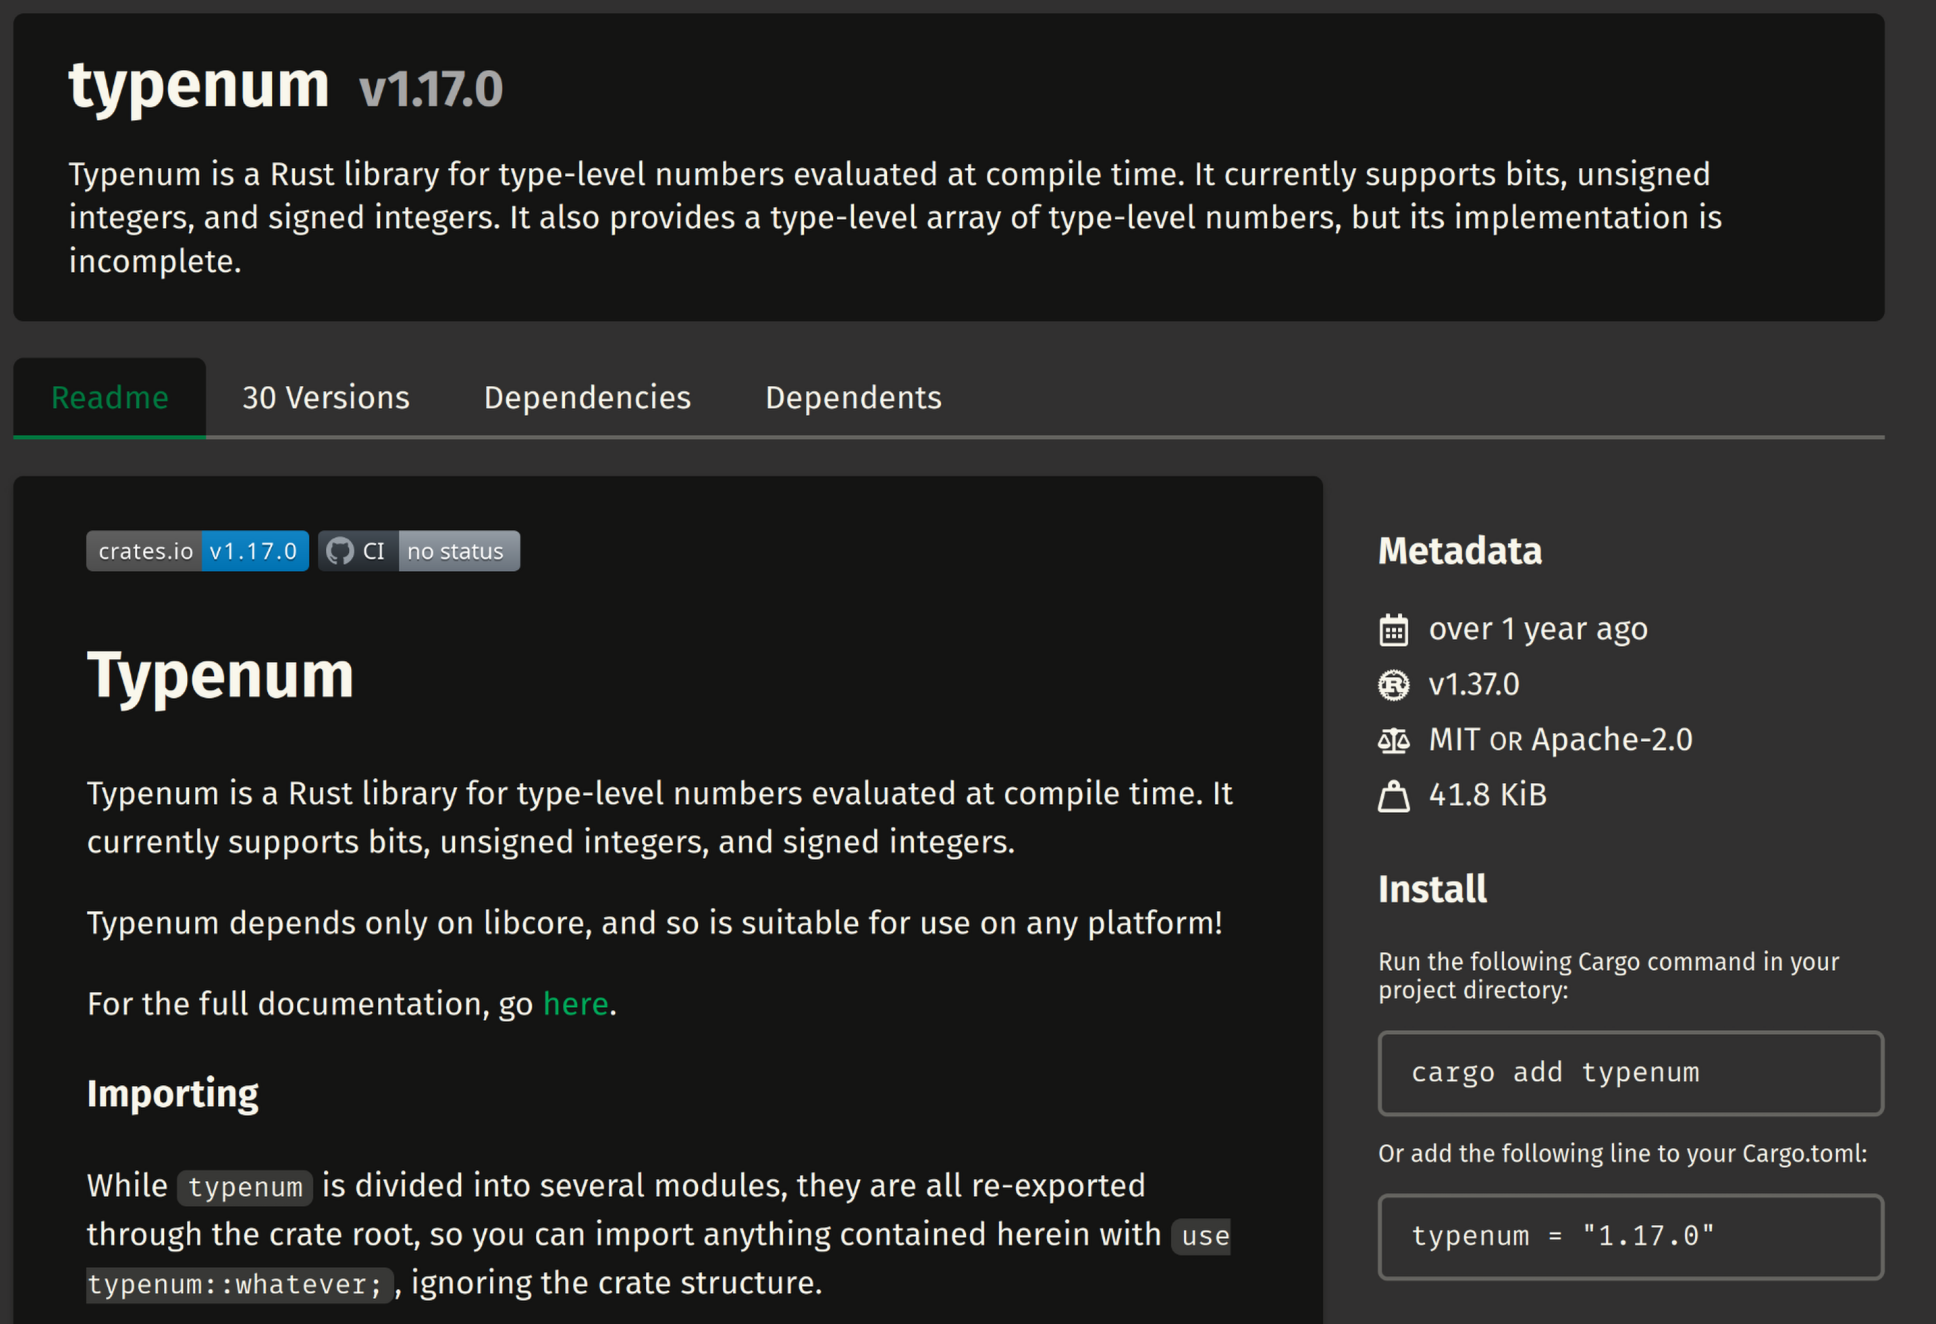 typenum v1.17.0
Typenum is a Rust library for type-level numbers evaluated at compile time. It currently supports bits, unsigned
integers, and signed integers. It also provides a type-level array of type-level numbers, but its implementation is
incomplete.
Readme 30 Versions Dependencies Dependents
crates.io v1.17.0 CI no status
Typenum
Typenum is a Rust library for type-level numbers evaluated at compile time. It
currently supports bits, unsigned integers, and signed integers.
Typenum depends only on libcore, and so is suitable for use on any platform!
For the full documentation, go here.
Importing
While typenum is divided into several modules, they are all re-exported
through the crate root, so you can import anything contained herein with use
typenum::whatever;, ignoring the crate structure.
Metadata
over 1 year ago
v1.37.0
MIT OR Apache-2.0
41.8 KiB
Install
Run the following Cargo command in your
project directory:
cargo add typenum
Or add the following line to your Cargo.toml:
typenum = "1.17.0"